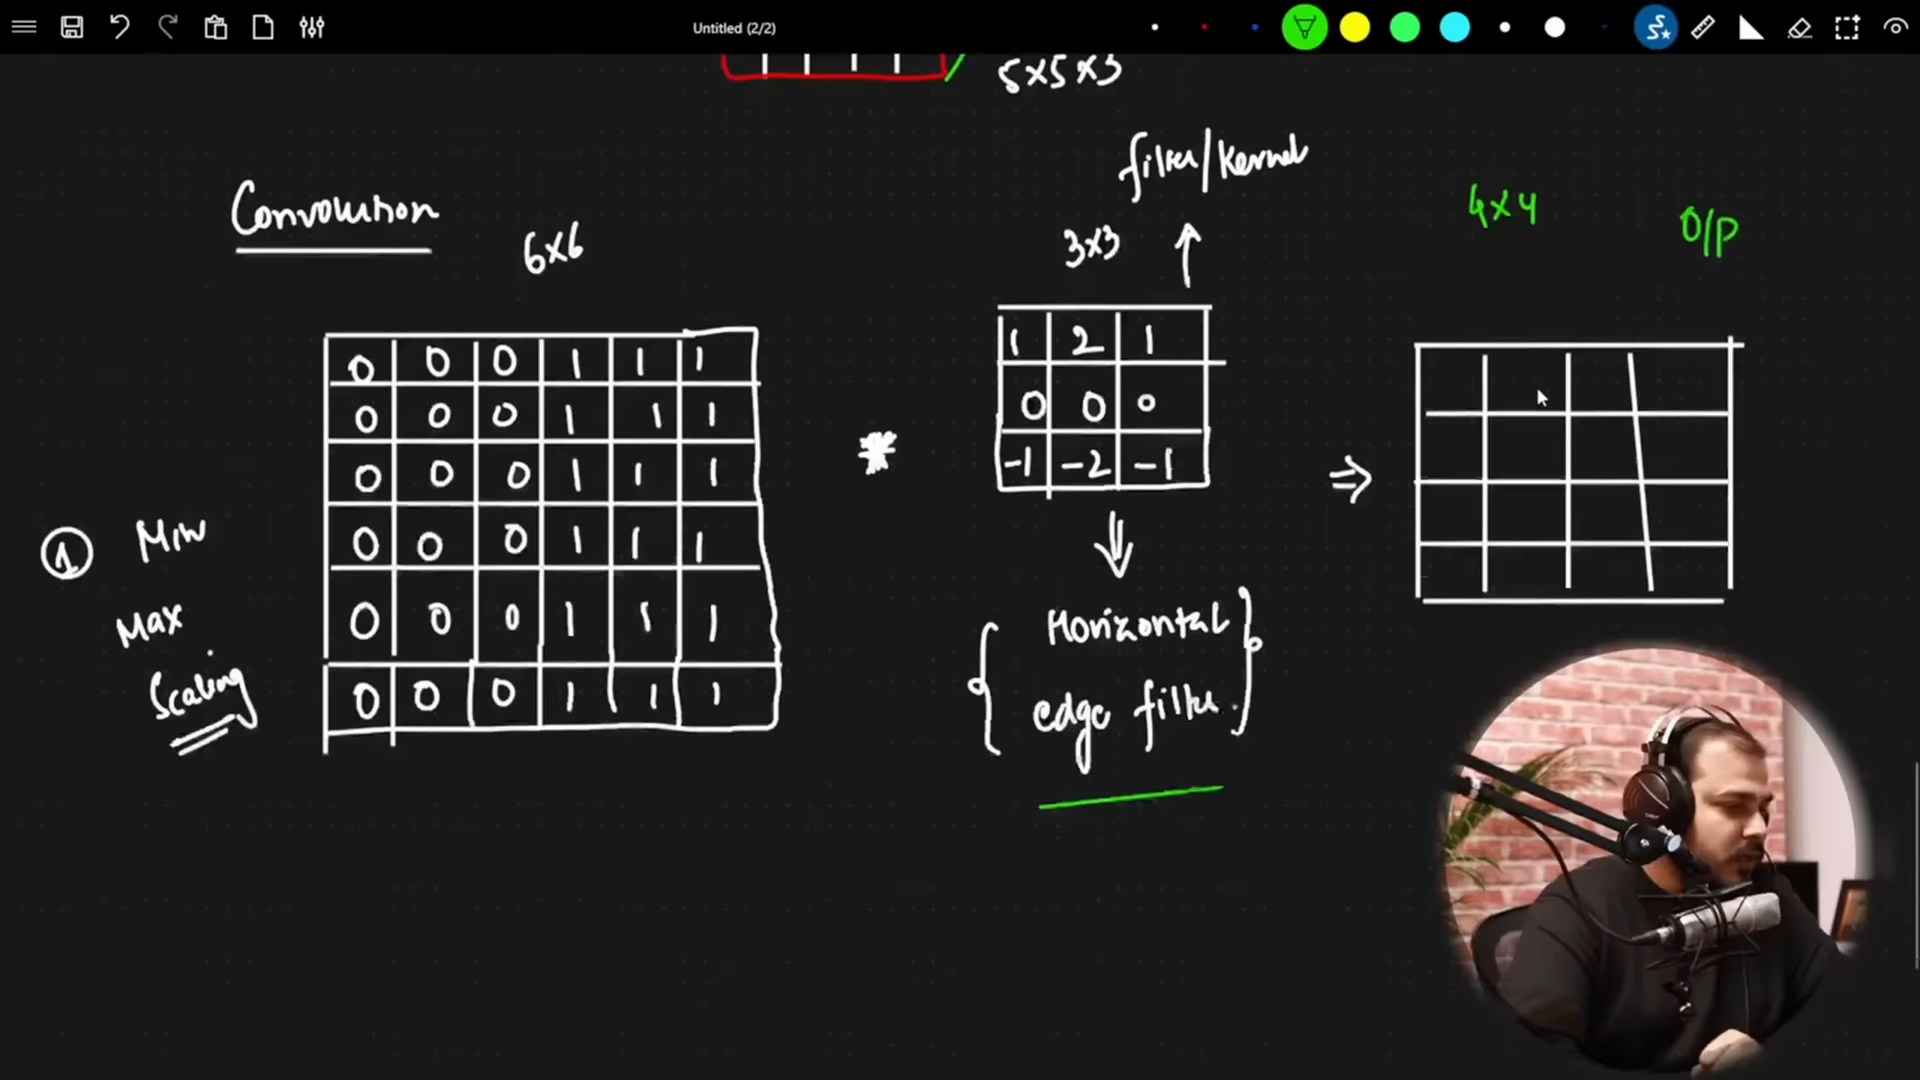 Untitled (2/2)
5x5x3
filter/kernel
Convolution
6x6
3x3
4x4
O/P
0 0 0 1 1 1
0 0 0 1 1 1
0 0 0 1 1 1
0 0 0 1 1 1
0 0 0 1 1 1
0 0 0 1 1 1
*
1 2 1
0 0 0
-1 -2 -1
⇒
① Min
Max
Scaling
Horizontal
edge filter.